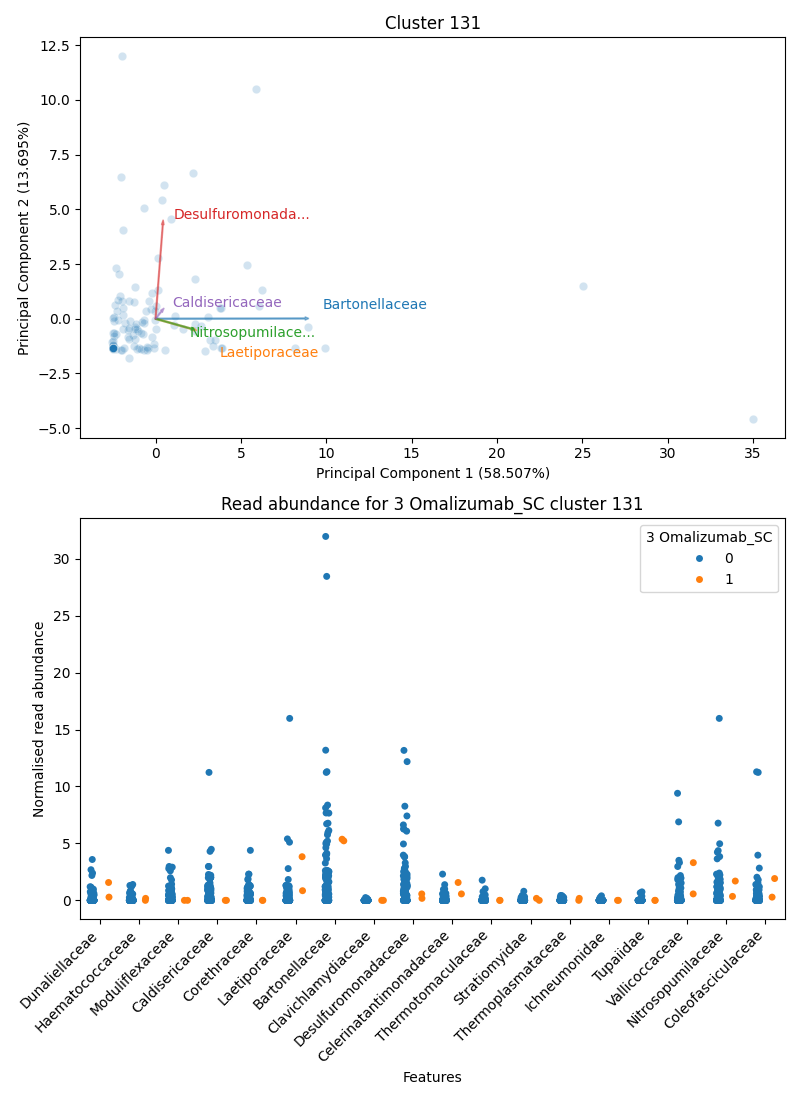 Cluster 131
12.5
10.0
7.5
5.0
2.5
0.0
−2.5
−5.0
Principal Component 2 (13.695%)
Desulfuromonada...
Caldisericaceae
Bartonellaceae
Nitrosopumilace...
Laetiporaceae
0 5 10 15 20 25 30 35
Principal Component 1 (58.507%)
Read abundance for 3 Omalizumab_SC cluster 131
3 Omalizumab_SC
0
1
30
25
20
15
10
5
0
Normalised read abundance
Dunaliellaceae
Haematococcaceae
Moduliflexaceae
Caldisericaceae
Corethraceae
Laetiporaceae
Bartonellaceae
Clavichlamydiaceae
Desulfuromonadaceae
Celerinatantimonadaceae
Thermotomaculaceae
Stratiomyidae
Thermoplasmataceae
Ichneumonidae
Tupaiidae
Vallicoccaceae
Nitrosopumilaceae
Coleofasciculaceae
Features